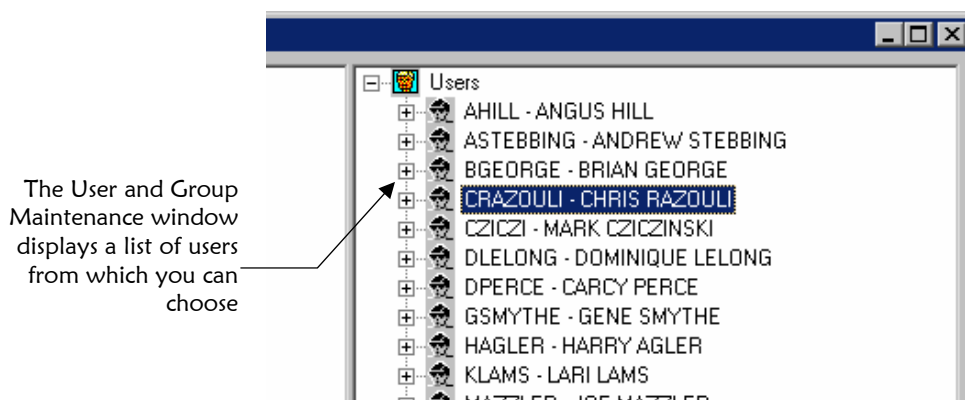 Users
AHILL - ANGUS HILL
ASTEBBING - ANDREW STEBBING
BGEORGE - BRIAN GEORGE
CRAZOULI - CHRIS RAZOULI
CZICZI - MARK CZICZINSKI
DLELONG - DOMINIQUE LELONG
DPERCE - CARCY PERCE
GSMYTHE - GENE SMYTHE
HAGLER - HARRY AGLER
KLAMS - LARI LAMS
The User and Group
Maintenance window
displays a list of users
from which you can
choose